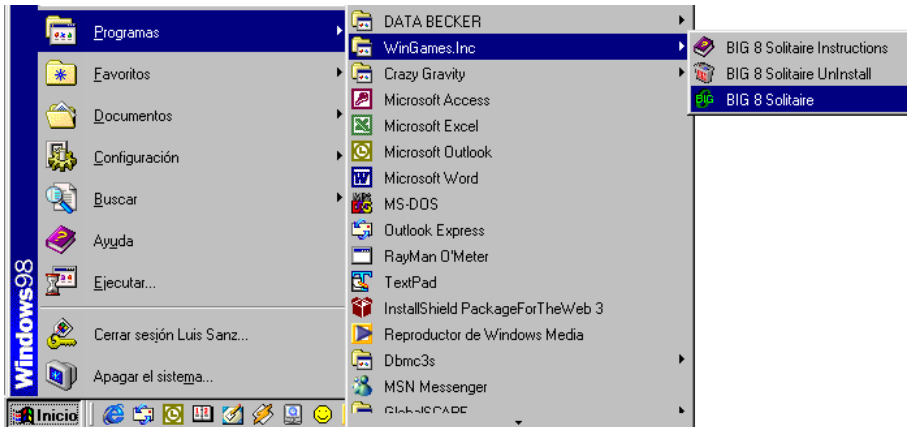 Programas
Favoritos
Documentos
Configuración
Buscar
Ayuda
Ejecutar...
Cerrar sesión Luis Sanz...
Apagar el sistema...
Windows98
Inicio
DATA BECKER
WinGames.Inc
Crazy Gravity
Microsoft Access
Microsoft Excel
Microsoft Outlook
Microsoft Word
MS-DOS
Outlook Express
RayMan O'Meter
TextPad
InstallShield PackageForTheWeb 3
Reproductor de Windows Media
Dbmc3s
MSN Messenger
GlobalSCAPE
BIG 8 Solitaire Instructions
BIG 8 Solitaire UnInstall
BIG 8 Solitaire